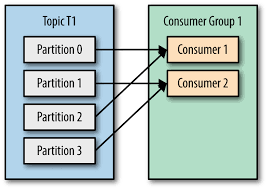 Topic T1
Partition 0
Partition 1
Partition 2
Partition 3
Consumer Group 1
Consumer 1
Consumer 2